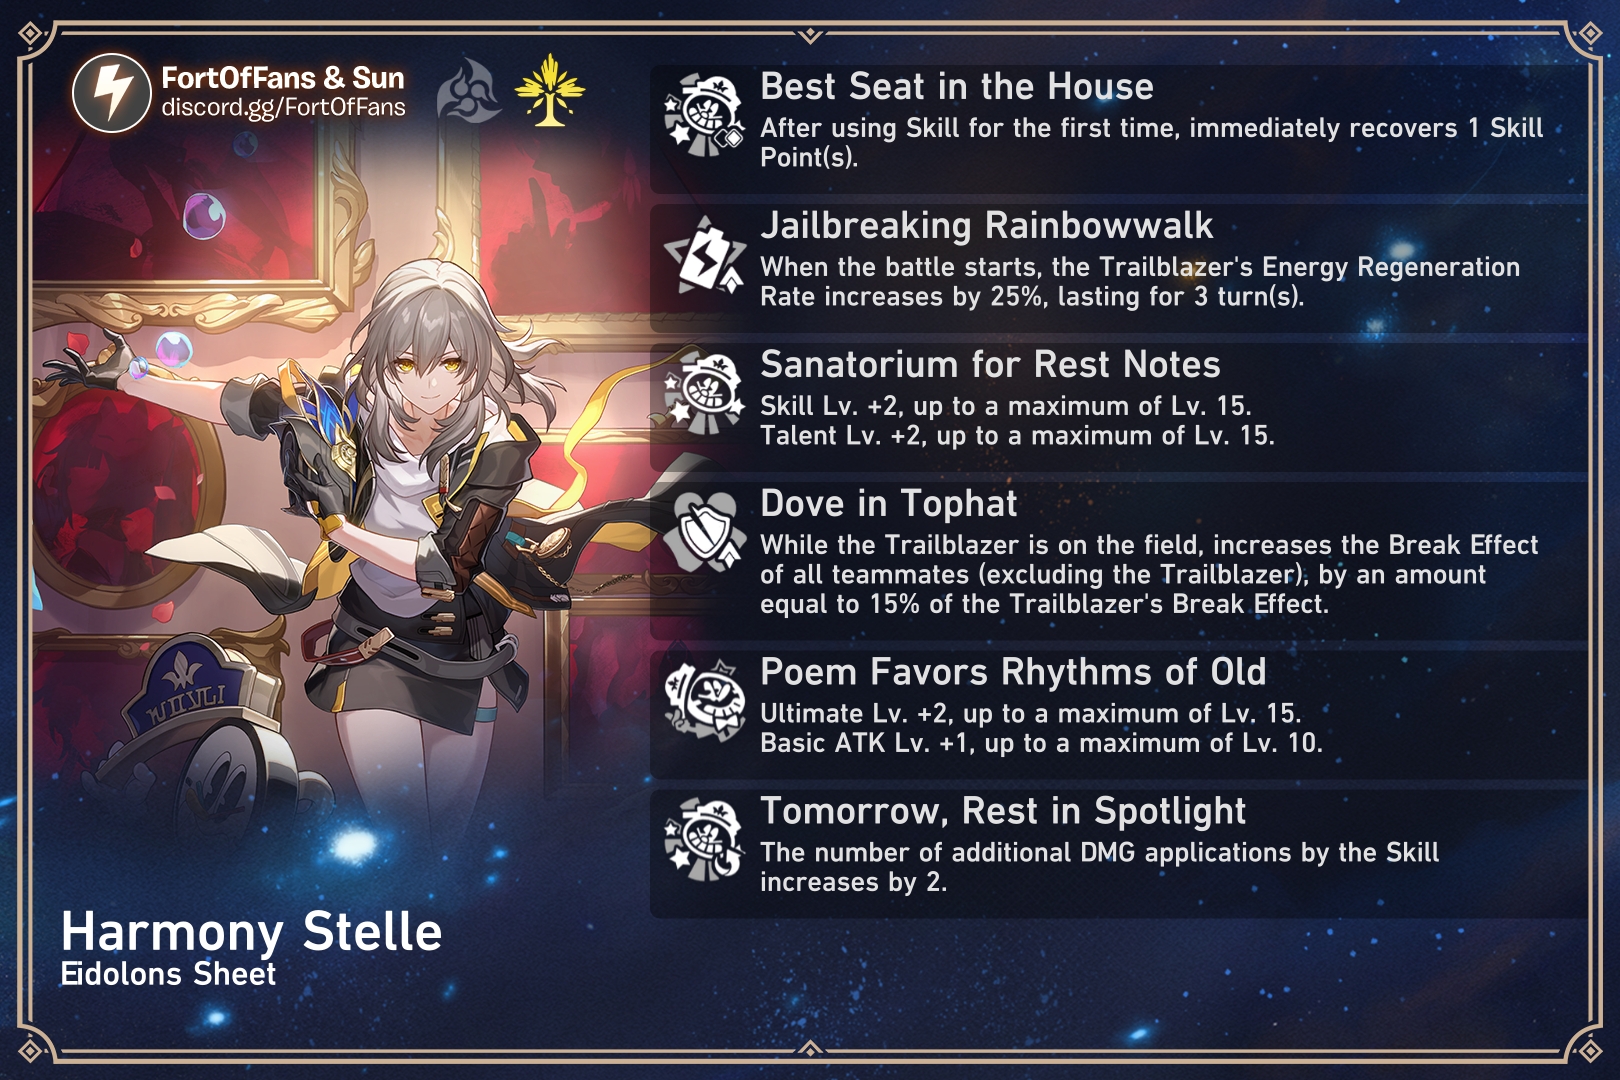 FortOfFans & Sun
discord.gg/FortOfFans
Best Seat in the House
After using Skill for the first time, immediately recovers 1 Skill
Point(s).
Jailbreaking Rainbowwalk
When the battle starts, the Trailblazer's Energy Regeneration
Rate increases by 25%, lasting for 3 turn(s).
Sanatorium for Rest Notes
Skill Lv. +2, up to a maximum of Lv. 15.
Talent Lv. +2, up to a maximum of Lv. 15.
Dove in Tophat
While the Trailblazer is on the field, increases the Break Effect
of all teammates (excluding the Trailblazer), by an amount
equal to 15% of the Trailblazer's Break Effect.
Poem Favors Rhythms of Old
Ultimate Lv. +2, up to a maximum of Lv. 15.
Basic ATK Lv. +1, up to a maximum of Lv. 10.
Tomorrow, Rest in Spotlight
The number of additional DMG applications by the Skill
increases by 2.
Harmony Stelle
Eidolons Sheet